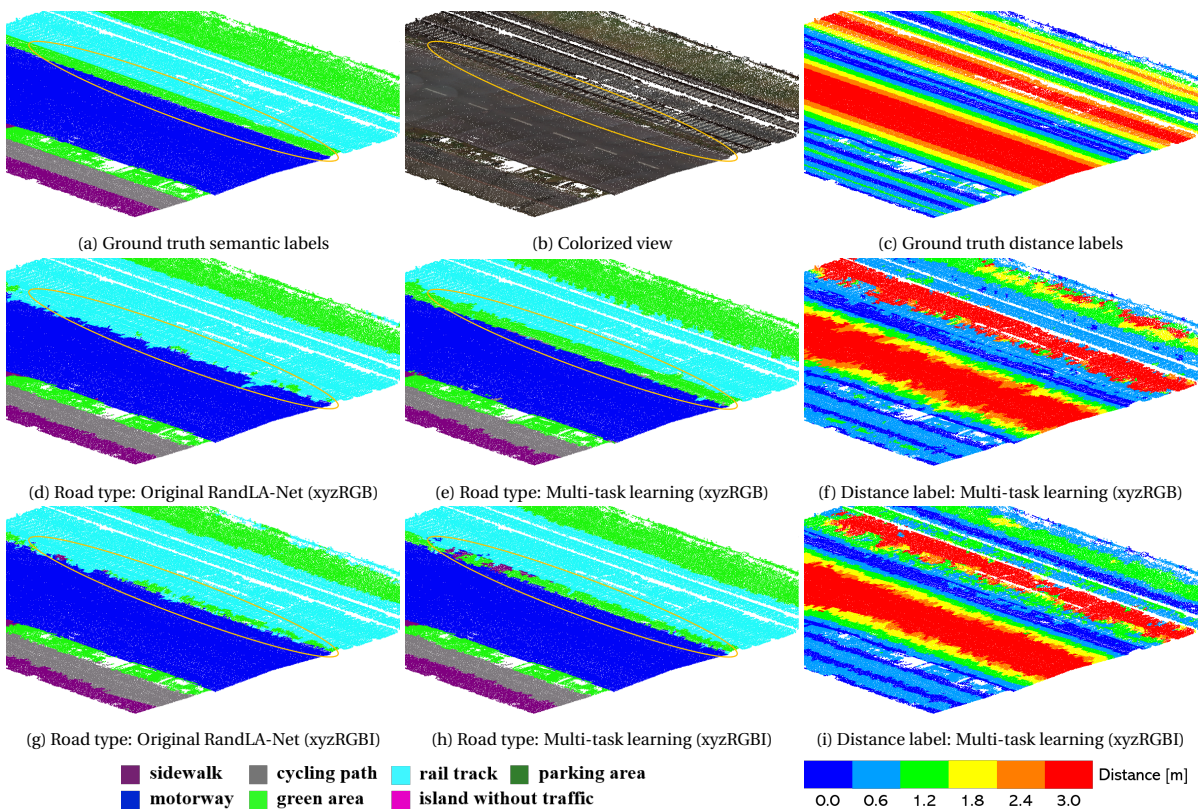 (a) Ground truth semantic labels
(b) Colorized view
(c) Ground truth distance labels
(d) Road type: Original RandLA-Net (xyzRGB)
(e) Road type: Multi-task learning (xyzRGB)
(f) Distance label: Multi-task learning (xyzRGB)
(g) Road type: Original RandLA-Net (xyzRGBI)
(h) Road type: Multi-task learning (xyzRGBI)
(i) Distance label: Multi-task learning (xyzRGBI)
sidewalk cycling path rail track parking area
motorway green area island without traffic
Distance [m]
0.0 0.6 1.2 1.8 2.4 3.0